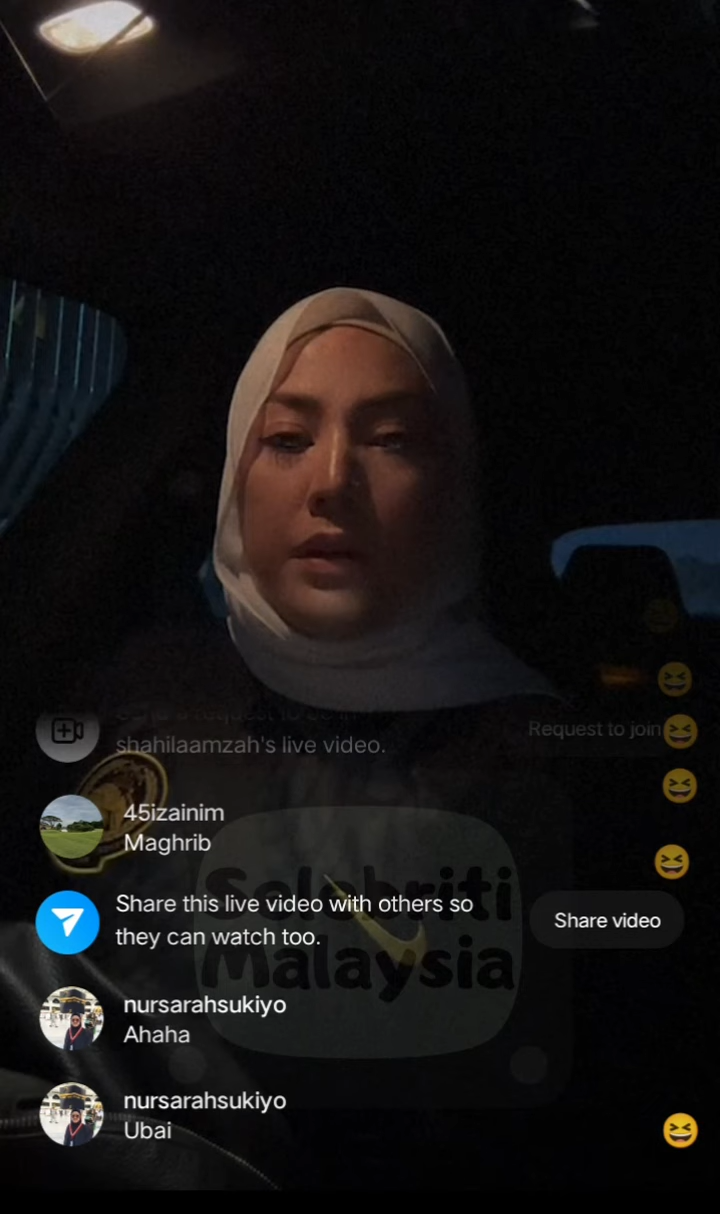 shahilaamzah's live video.
Request to join
45izainim
Maghrib
Share this live video with others so
they can watch too.
Share video
Selebriti
Malaysia
nursarahsukiyo
Ahaha
nursarahsukiyo
Ubai